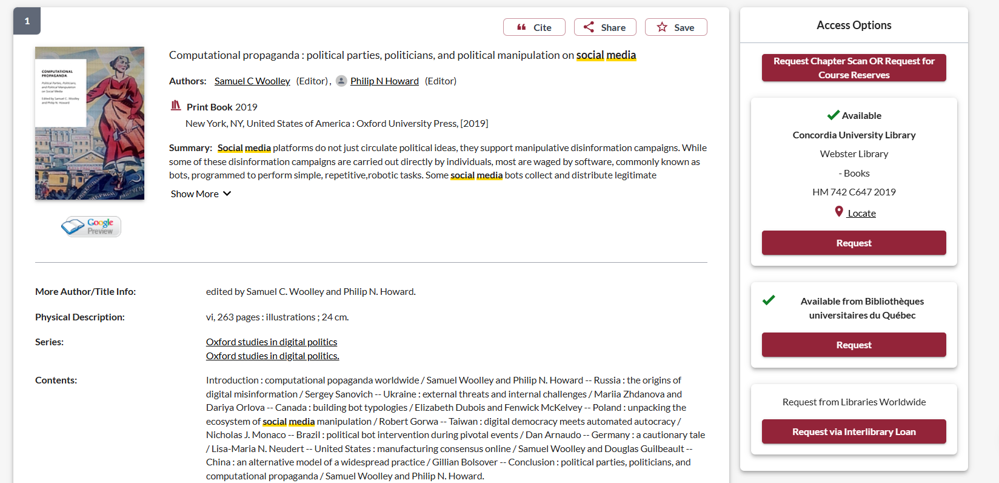 1
Cite
Share
Save
COMPUTATIONAL
PROPAGANDA
Political Parties, Politicians,
and Political Manipulation
on Social Media
Edited by Samuel C. Woolley
and Philip N. Howard
Computational propaganda : political parties, politicians, and political manipulation on social media
Authors: Samuel C Woolley (Editor) , Philip N Howard (Editor)
Print Book 2019
New York, NY, United States of America : Oxford University Press, [2019]
Summary: Social media platforms do not just circulate political ideas, they support manipulative disinformation campaigns. While
some of these disinformation campaigns are carried out directly by individuals, most are waged by software, commonly known as
bots, programmed to perform simple, repetitive,robotic tasks. Some social media bots collect and distribute legitimate
Show More
Google
Preview
More Author/Title Info: edited by Samuel C. Woolley and Philip N. Howard.
Physical Description: vi, 263 pages : illustrations ; 24 cm.
Series: Oxford studies in digital politics
Oxford studies in digital politics.
Contents: Introduction : computational popaganda worldwide / Samuel Woolley and Philip N. Howard -- Russia : the origins of
digital misinformation / Sergey Sanovich -- Ukraine : external threats and internal challenges / Mariia Zhdanova and
Dariya Orlova -- Canada : building bot typologies / Elizabeth Dubois and Fenwick McKelvey -- Poland : unpacking the
ecosystem of social media manipulation / Robert Gorwa -- Taiwan : digital democracy meets automated autocracy /
Nicholas J. Monaco -- Brazil : political bot intervention during pivotal events / Dan Arnaudo -- Germany : a cautionary tale
/ Lisa-Maria N. Neudert -- United States : manufacturing consensus online / Samuel Woolley and Douglas Guilbeault --
China : an alternative model of a widespread practice / Gillian Bolsover -- Conclusion : political parties, politicians, and
computational propaganda / Samuel Woolley and Philip N. Howard.
Access Options
Request Chapter Scan OR Request for
Course Reserves
Available
Concordia University Library
Webster Library
- Books
HM 742 C647 2019
Locate
Request
Available from Bibliothèques
universitaires du Québec
Request
Request from Libraries Worldwide
Request via Interlibrary Loan